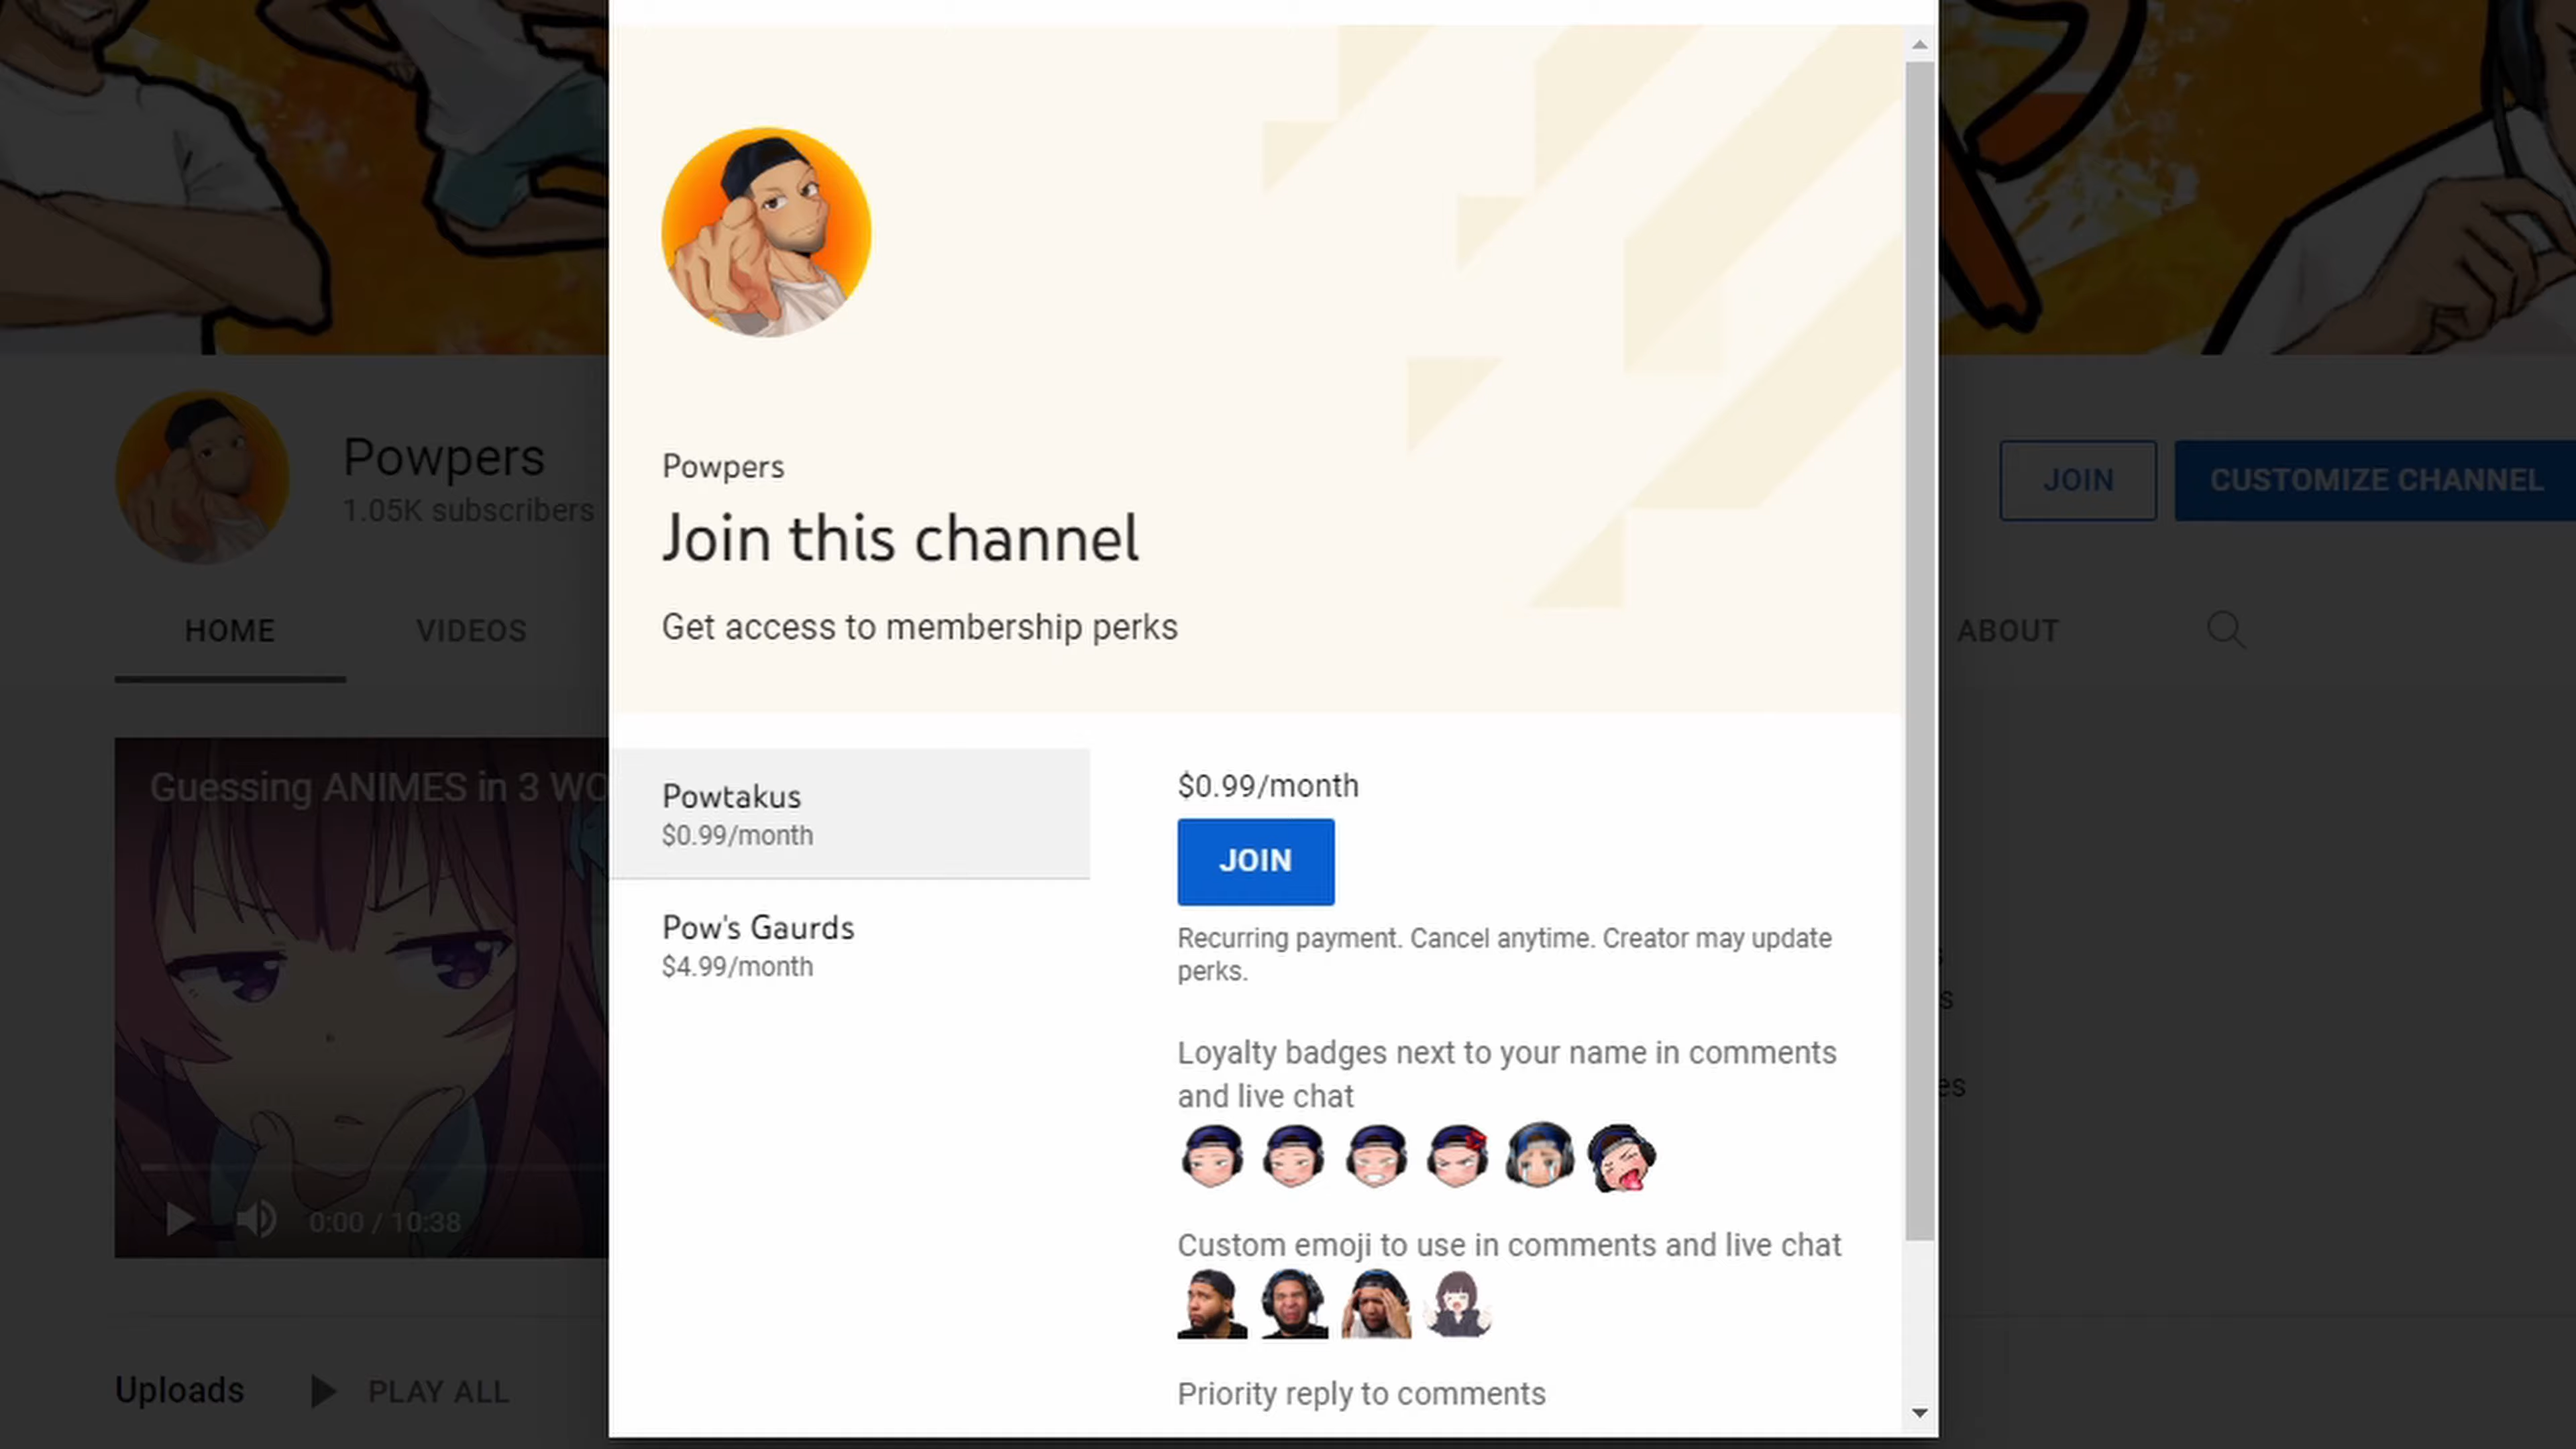 Powpers
1.05K subscribers
JOIN
CUSTOMIZE CHANNEL
HOME
VIDEOS
ABOUT
Guessing ANIMES in 3
0:00 / 10:38
Uploads
PLAY ALL
Powpers
Join this channel
Get access to membership perks
Powtakus
$0.99/month
Pow's Gaurds
$4.99/month
$0.99/month
JOIN
Recurring payment. Cancel anytime. Creator may update
perks.
Loyalty badges next to your name in comments
and live chat
Custom emoji to use in comments and live chat
Priority reply to comments